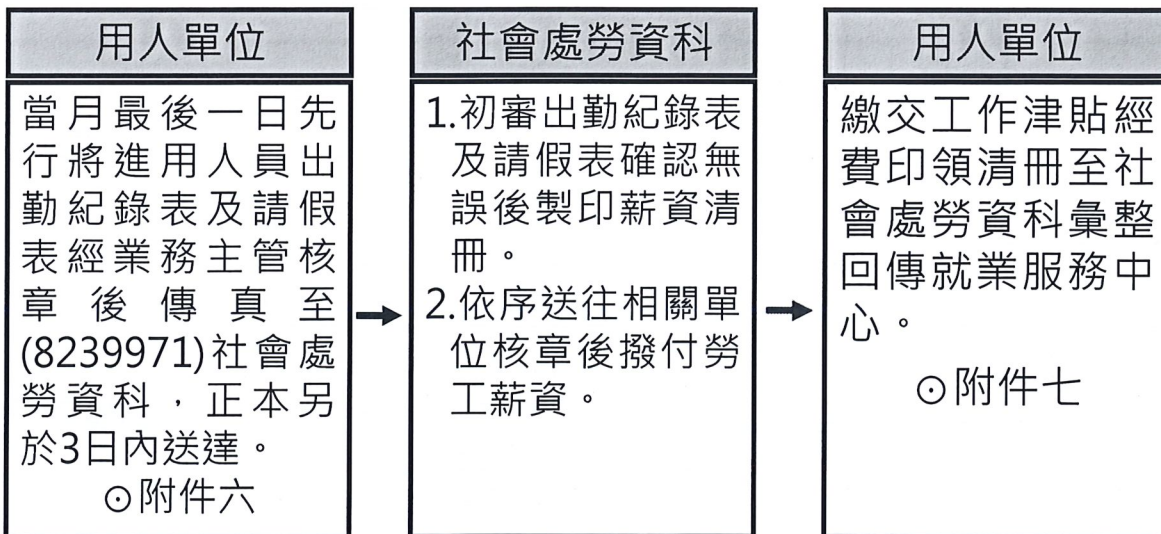 用人單位
當月最後一日先
行將進用人員出
勤紀錄表及請假
表經業務主管核
章後傳真至
(8239971)社會處
勞資科，正本另
於3日內送達。
⊙附件六
社會處勞資科
1.初審出勤紀錄表
及請假表確認無
誤後製印薪資清
冊。
2.依序送往相關單
位核章後撥付勞
工薪資。
用人單位
繳交工作津貼經
費印領清冊至社
會處勞資科彙整
回傳就業服務中
心。
⊙附件七